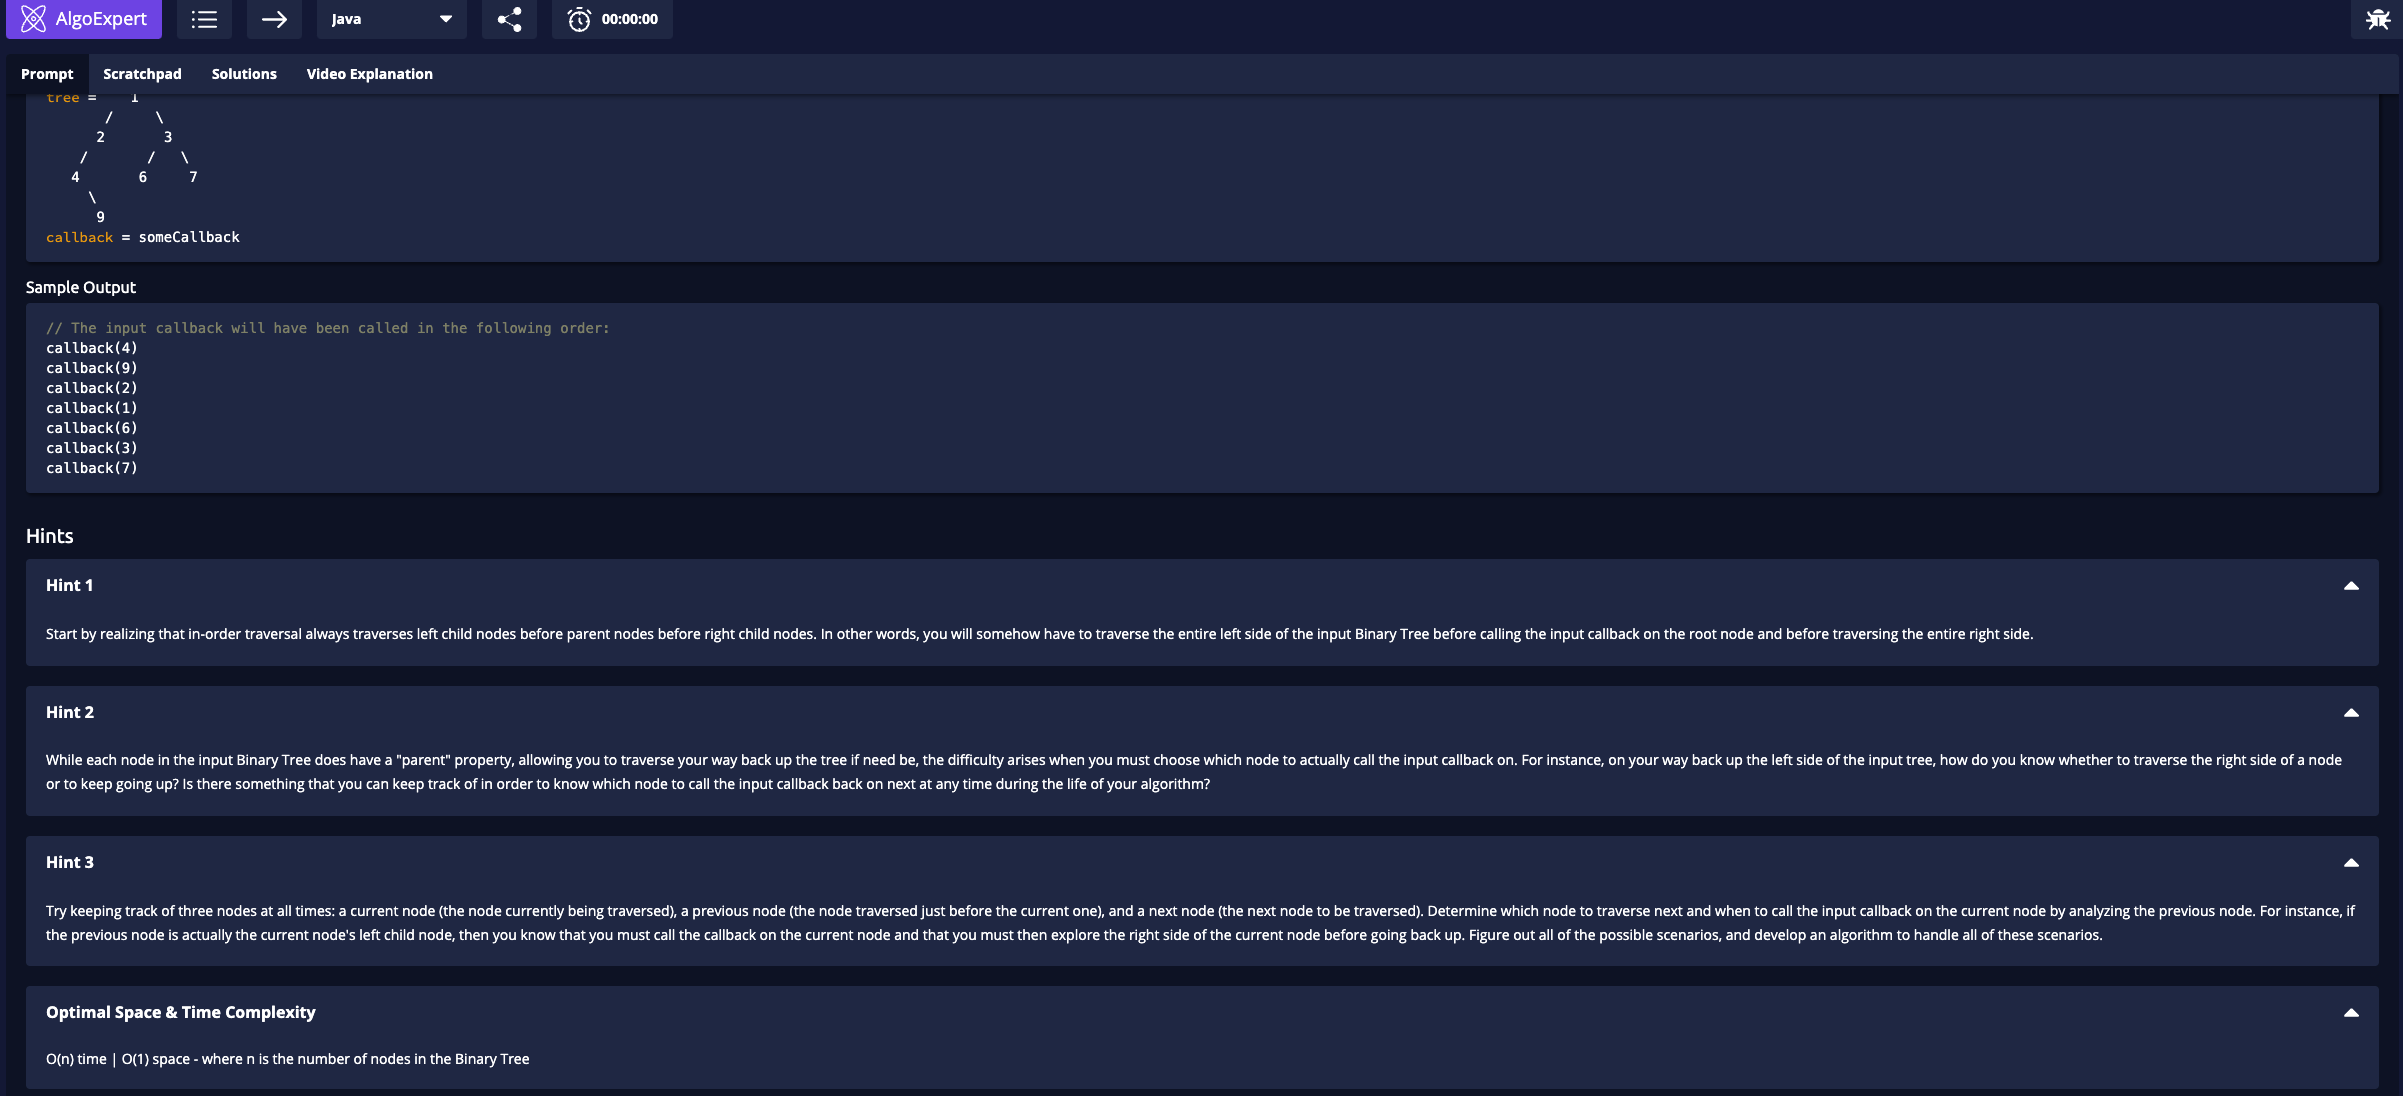 AlgoExpert
Java
00:00:00
Prompt Scratchpad Solutions Video Explanation
tree =    1
       /     \
      2       3
    /       /   \
   4       6     7
     \
      9
callback = someCallback
Sample Output
// The input callback will have been called in the following order:
callback(4)
callback(9)
callback(2)
callback(1)
callback(6)
callback(3)
callback(7)
Hints
Hint 1
Start by realizing that in-order traversal always traverses left child nodes before parent nodes before right child nodes. In other words, you will somehow have to traverse the entire left side of the input Binary Tree before calling the input callback on the root node and before traversing the entire right side.
Hint 2
While each node in the input Binary Tree does have a "parent" property, allowing you to traverse your way back up the tree if need be, the difficulty arises when you must choose which node to actually call the input callback on. For instance, on your way back up the left side of the input tree, how do you know whether to traverse the right side of a node
or to keep going up? Is there something that you can keep track of in order to know which node to call the input callback back on next at any time during the life of your algorithm?
Hint 3
Try keeping track of three nodes at all times: a current node (the node currently being traversed), a previous node (the node traversed just before the current one), and a next node (the next node to be traversed). Determine which node to traverse next and when to call the input callback on the current node by analyzing the previous node. For instance, if
the previous node is actually the current node's left child node, then you know that you must call the callback on the current node and that you must then explore the right side of the current node before going back up. Figure out all of the possible scenarios, and develop an algorithm to handle all of these scenarios.
Optimal Space & Time Complexity
O(n) time | O(1) space - where n is the number of nodes in the Binary Tree